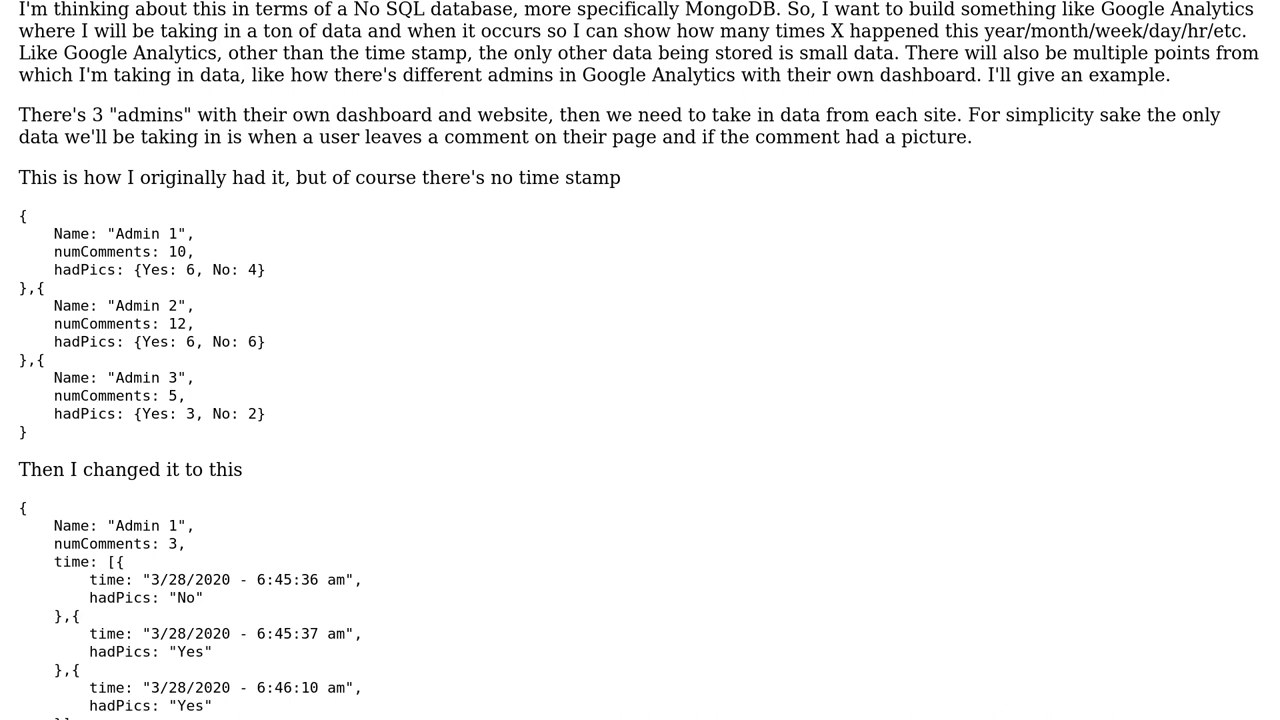 I'm thinking about this in terms of a No SQL database, more specifically MongoDB. So, I want to build something like Google Analytics
where I will be taking in a ton of data and when it occurs so I can show how many times X happened this year/month/week/day/hr/etc.
Like Google Analytics, other than the time stamp, the only other data being stored is small data. There will also be multiple points from
which I'm taking in data, like how there's different admins in Google Analytics with their own dashboard. I'll give an example.
There's 3 "admins" with their own dashboard and website, then we need to take in data from each site. For simplicity sake the only
data we'll be taking in is when a user leaves a comment on their page and if the comment had a picture.
This is how I originally had it, but of course there's no time stamp
{
    Name: "Admin 1",
    numComments: 10,
    hadPics: {Yes: 6, No: 4}
},{
    Name: "Admin 2",
    numComments: 12,
    hadPics: {Yes: 6, No: 6}
},{
    Name: "Admin 3",
    numComments: 5,
    hadPics: {Yes: 3, No: 2}
}
Then I changed it to this
{
    Name: "Admin 1",
    numComments: 3,
    time: [{
        time: "3/28/2020 - 6:45:36 am",
        hadPics: "No"
    },{
        time: "3/28/2020 - 6:45:37 am",
        hadPics: "Yes"
    },{
        time: "3/28/2020 - 6:46:10 am",
        hadPics: "Yes"